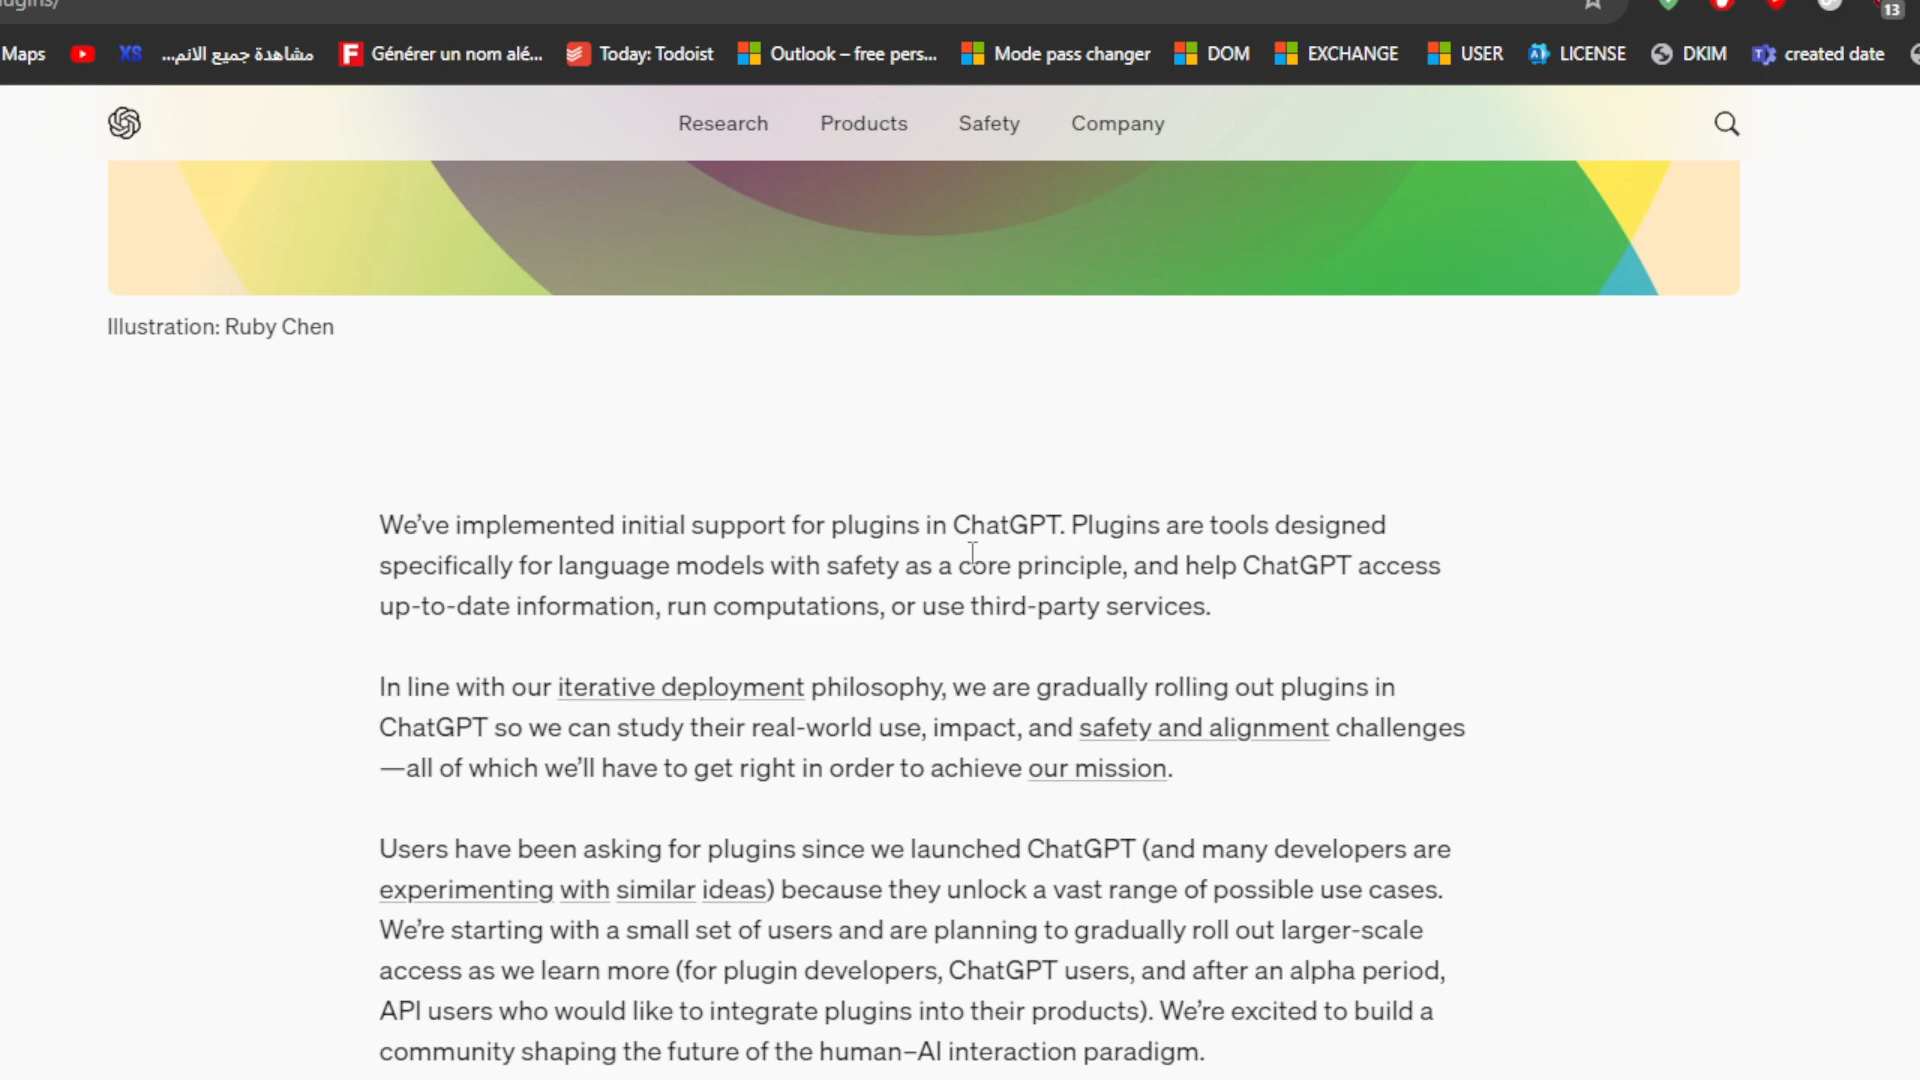 lugins/
13
Maps
XS
مشاهدة جميع الانم...
Générer un nom alé...
Today: Todoist
Outlook – free pers...
Mode pass changer
DOM
EXCHANGE
USER
LICENSE
DKIM
created date
Research
Products
Safety
Company
Illustration: Ruby Chen
We’ve implemented initial support for plugins in ChatGPT. Plugins are tools designed
specifically for language models with safety as a core principle, and help ChatGPT access
up-to-date information, run computations, or use third-party services.
In line with our iterative deployment philosophy, we are gradually rolling out plugins in
ChatGPT so we can study their real-world use, impact, and safety and alignment challenges
—all of which we’ll have to get right in order to achieve our mission.
Users have been asking for plugins since we launched ChatGPT (and many developers are
experimenting with similar ideas) because they unlock a vast range of possible use cases.
We’re starting with a small set of users and are planning to gradually roll out larger-scale
access as we learn more (for plugin developers, ChatGPT users, and after an alpha period,
API users who would like to integrate plugins into their products). We’re excited to build a
community shaping the future of the human–AI interaction paradigm.